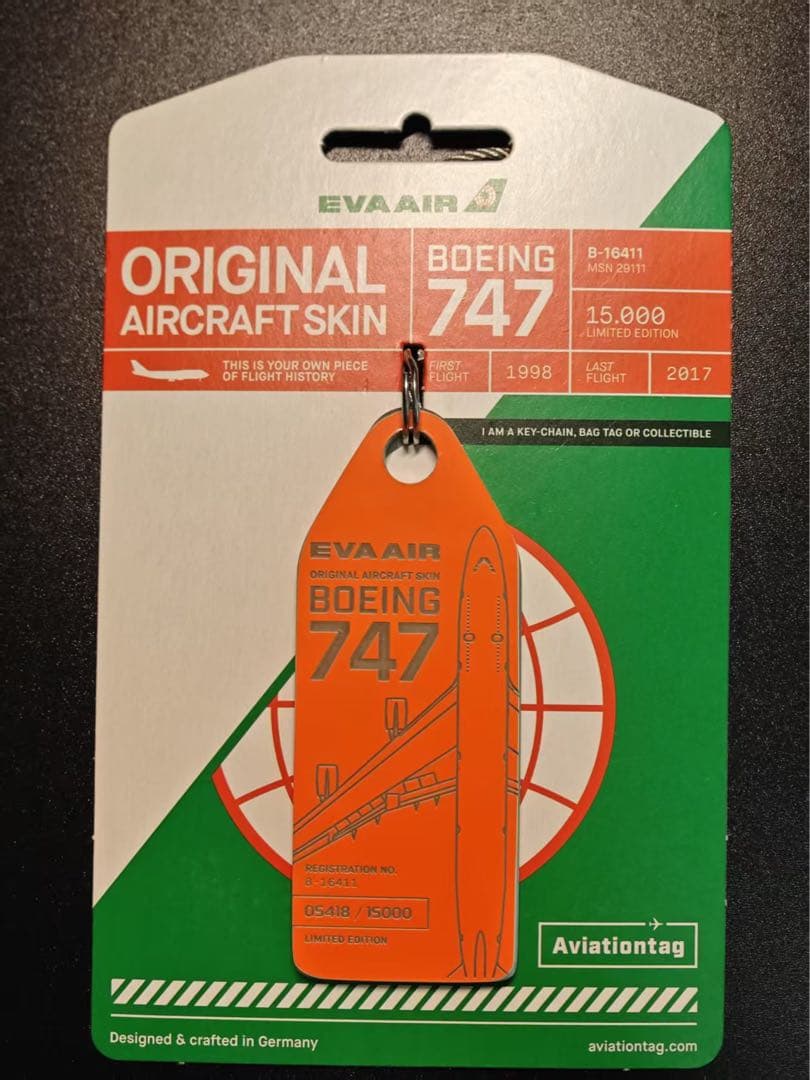 EVA AIR
ORIGINAL
AIRCRAFT SKIN
BOEING
747
B-16411
MSN 29111
15.000
LIMITED EDITION
THIS IS YOUR OWN PIECE
OF FLIGHT HISTORY
FIRST
FLIGHT
1998
LAST
FLIGHT
2017
I AM A KEY-CHAIN, BAG TAG OR COLLECTIBLE
EVA AIR
ORIGINAL AIRCRAFT SKIN
BOEING
747
REGISTRATION NO.
B-16411
05418 / 15000
LIMITED EDITION
Aviationtag
Designed & crafted in Germany
aviationtag.com